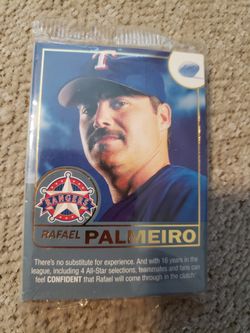 T
RANGERS
RAFAEL PALMEIRO
There's no substitute for experience. And with 16 years in the
league, including 4 All-Star selections, teammates and fans can
feel CONFIDENT that Rafael will come through in the clutch.